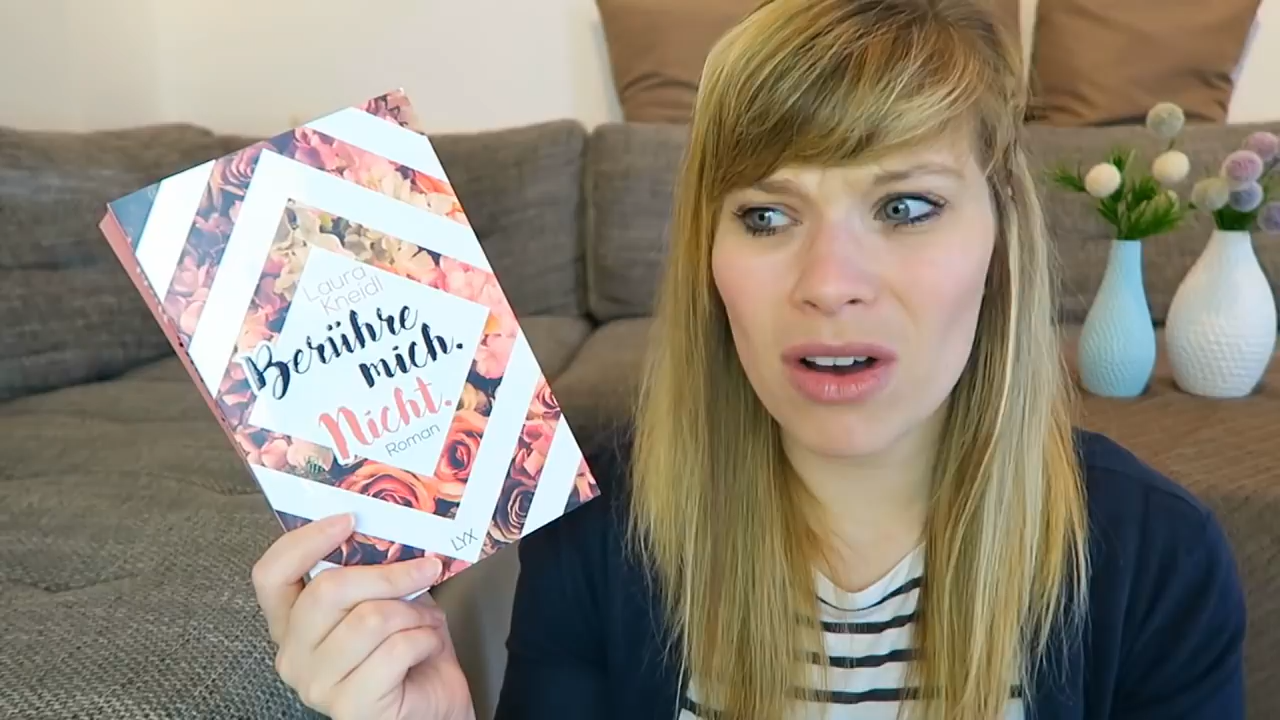 Laura
Kneidl
Berühre
mich.
Nicht.
Roman
LYX